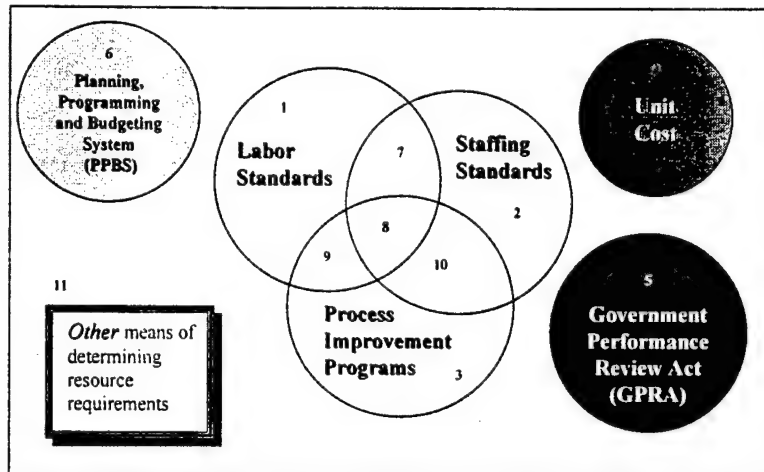 6
Planning,
Programming
and Budgeting
System
(PPBS)
1
Labor
Standards
7
Staffing
Standards
2
8
9
10
Process
Improvement
Programs
3
Unit
Cost
5
Government
Performance
Review Act
(GPRA)
11
Other means of
determining
resource
requirements